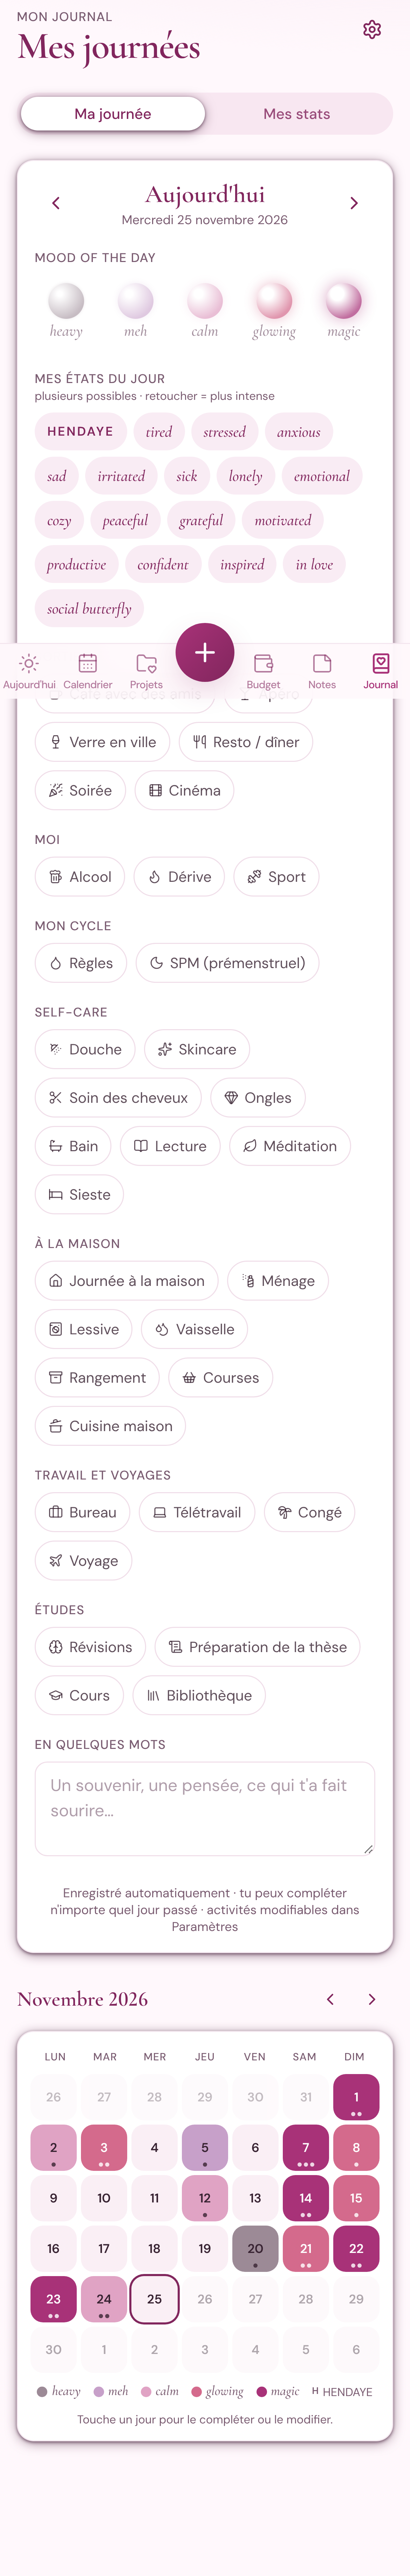 MON JOURNAL
Mes journées
Ma journée
Mes stats
Aujourd'hui
Mercredi 25 novembre 2026
MOOD OF THE DAY
heavy meh calm glowing magic
MES ÉTATS DU JOUR
plusieurs possibles · retoucher = plus intense
HENDAYE tired stressed anxious
sad irritated sick lonely emotional
cozy peaceful grateful motivated
productive confident inspired in love
social butterfly
Aujourd'hui Calendrier Projets Budget Notes Journal
Café avec des amis Apéro
Verre en ville Resto / dîner
Soirée Cinéma
MOI
Alcool Dérive Sport
MON CYCLE
Règles SPM (prémenstruel)
SELF-CARE
Douche Skincare
Soin des cheveux Ongles
Bain Lecture Méditation
Sieste
À LA MAISON
Journée à la maison Ménage
Lessive Vaisselle
Rangement Courses
Cuisine maison
TRAVAIL ET VOYAGES
Bureau Télétravail Congé
Voyage
ÉTUDES
Révisions Préparation de la thèse
Cours Bibliothèque
EN QUELQUES MOTS
Un souvenir, une pensée, ce qui t'a fait
sourire...
Enregistré automatiquement · tu peux compléter
n'importe quel jour passé · activités modifiables dans
Paramètres
Novembre 2026
LUN MAR MER JEU VEN SAM DIM
26 27 28 29 30 31 1
2 3 4 5 6 7 8
9 10 11 12 13 14 15
16 17 18 19 20 21 22
23 24 25 26 27 28 29
30 1 2 3 4 5 6
heavy meh calm glowing magic H HENDAYE
Touche un jour pour le compléter ou le modifier.